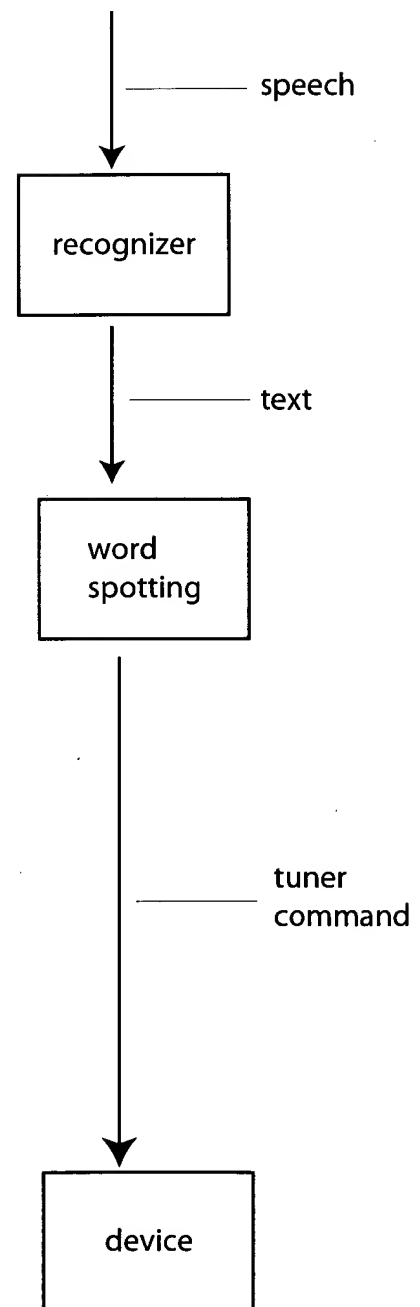 speech
recognizer
text
word
spotting
tuner
command
device